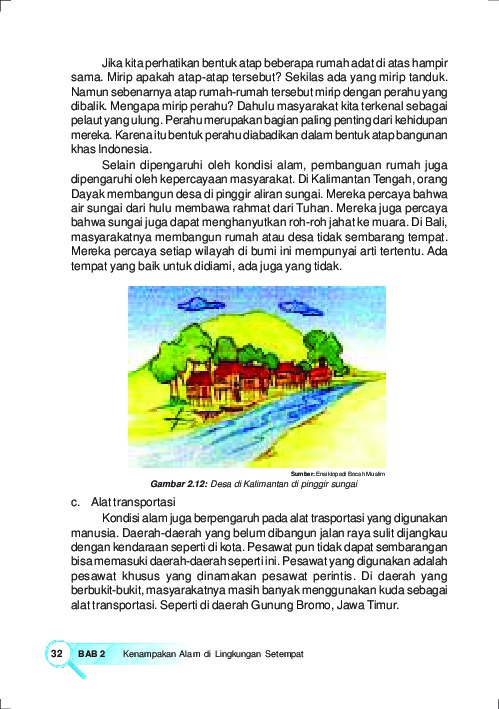 Jika kita perhatikan bentuk atap beberapa rumah adat di atas hampir
sama. Mirip apakah atap-atap tersebut? Sekilas ada yang mirip tanduk.
Namun sebenarnya atap rumah-rumah tersebut mirip dengan perahu yang
dibalik. Mengapa mirip perahu? Dahulu masyarakat kita terkenal sebagai
pelaut yang ulung. Perahu merupakan bagian paling penting dari kehidupan
mereka. Karena itu bentuk perahu diabadikan dalam bentuk atap bangunan
khas Indonesia.
Selain dipengaruhi oleh kondisi alam, pembanguan rumah juga
dipengaruhi oleh kepercayaan masyarakat. Di Kalimantan Tengah, orang
Dayak membangun desa di pinggir aliran sungai. Mereka percaya bahwa
air sungai dari hulu membawa rahmat dari Tuhan. Mereka juga percaya
bahwa sungai juga dapat menghanyutkan roh-roh jahat ke muara. Di Bali,
masyarakatnya membangun rumah atau desa tidak sembarang tempat.
Mereka percaya setiap wilayah di bumi ini mempunyai arti tertentu. Ada
tempat yang baik untuk didiami, ada juga yang tidak.
Sumber: Ensiklopedi Bocah Muslim
Gambar 2.12: Desa di Kalimantan di pinggir sungai
c. Alat transportasi
Kondisi alam juga berpengaruh pada alat trasportasi yang digunakan
manusia. Daerah-daerah yang belum dibangun jalan raya sulit dijangkau
dengan kendaraan seperti di kota. Pesawat pun tidak dapat sembarangan
bisa memasuki daerah-daerah seperti ini. Pesawat yang digunakan adalah
pesawat khusus yang dinamakan pesawat perintis. Di daerah yang
berbukit-bukit, masyarakatnya masih banyak menggunakan kuda sebagai
alat transportasi. Seperti di daerah Gunung Bromo, Jawa Timur.
32 BAB 2 Kenampakan Alam di Lingkungan Setempat